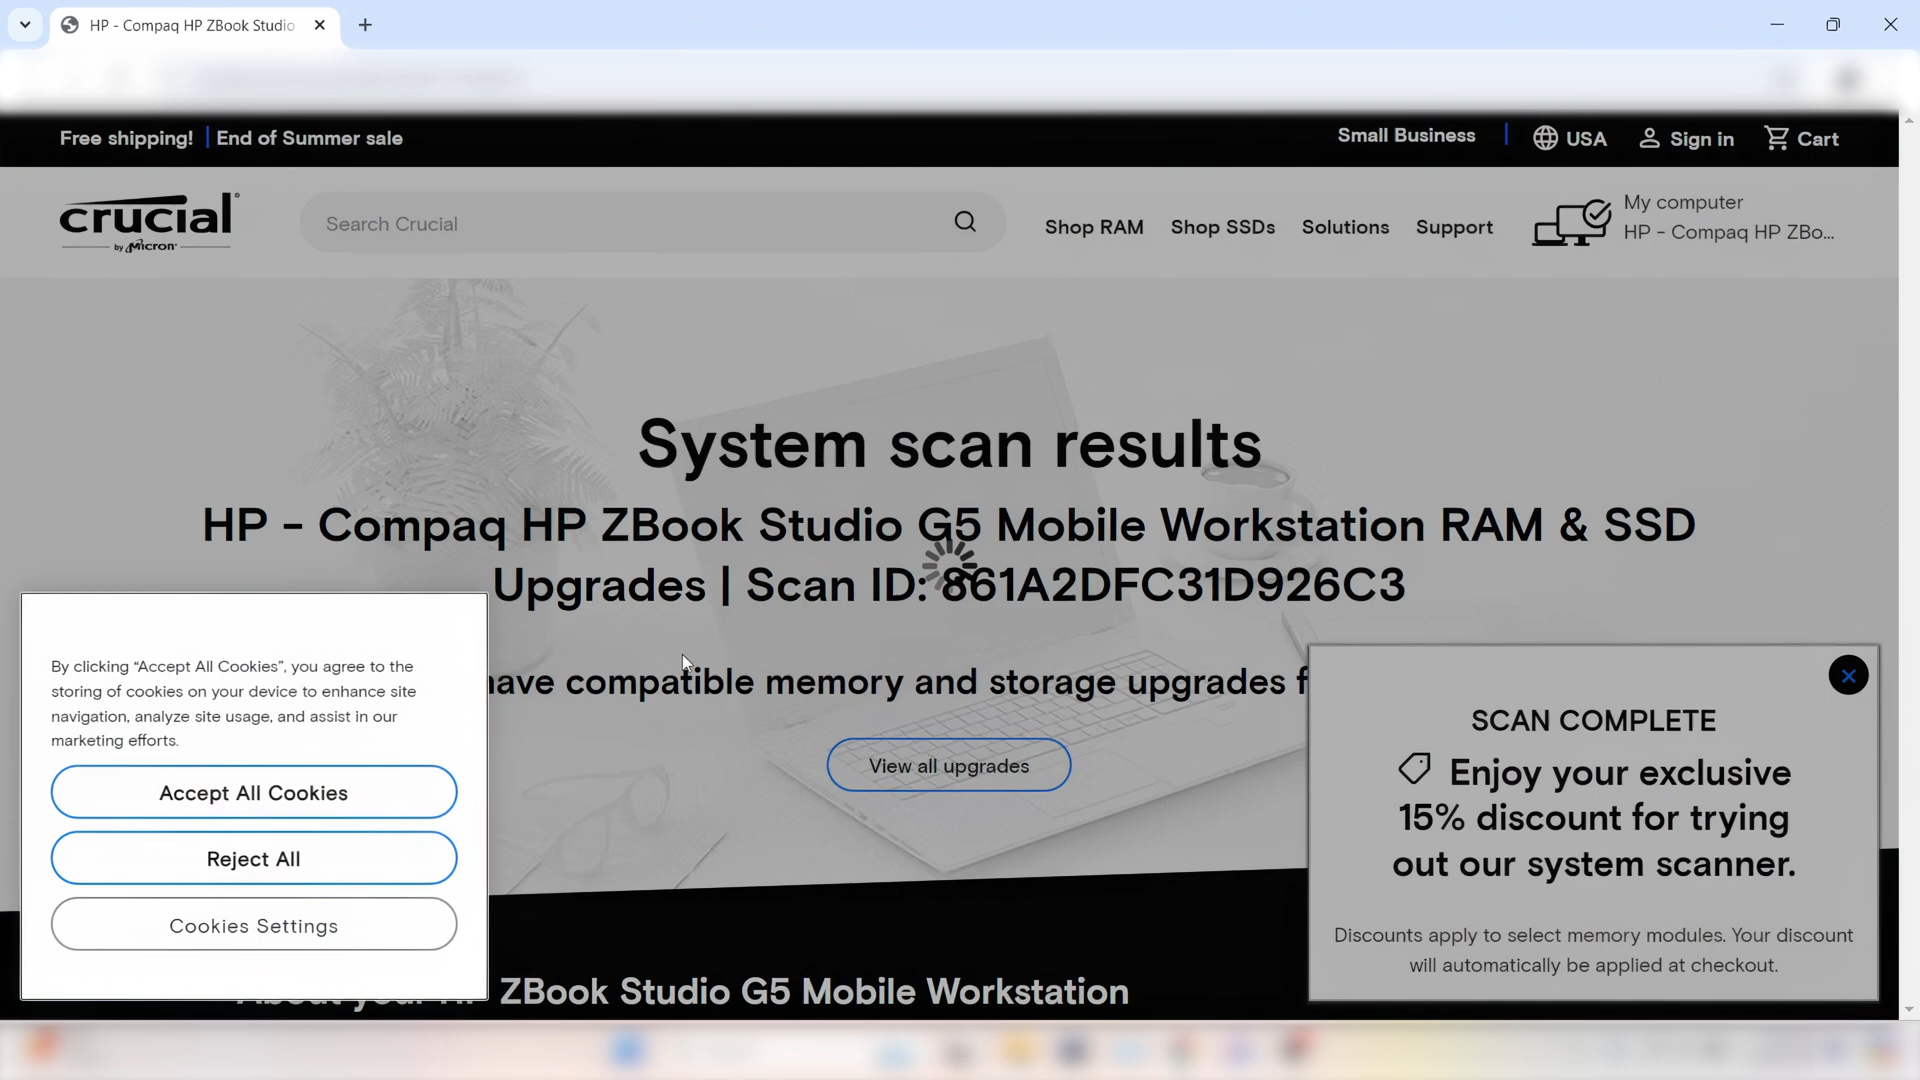 HP - Compaq HP ZBook Studio
Free shipping! | End of Summer sale
Small Business | USA Sign in Cart
crucial
by Micron
Search Crucial
Shop RAM Shop SSDs Solutions Support
My computer
HP - Compaq HP ZBo...
System scan results
HP - Compaq HP ZBook Studio G5 Mobile Workstation RAM & SSD
Upgrades | Scan ID: 861A2DFC31D926C3
have compatible memory and storage upgrades f
View all upgrades
By clicking “Accept All Cookies”, you agree to the
storing of cookies on your device to enhance site
navigation, analyze site usage, and assist in our
marketing efforts.
Accept All Cookies
Reject All
Cookies Settings
SCAN COMPLETE
Enjoy your exclusive
15% discount for trying
out our system scanner.
Discounts apply to select memory modules. Your discount
will automatically be applied at checkout.
About your HP ZBook Studio G5 Mobile Workstation